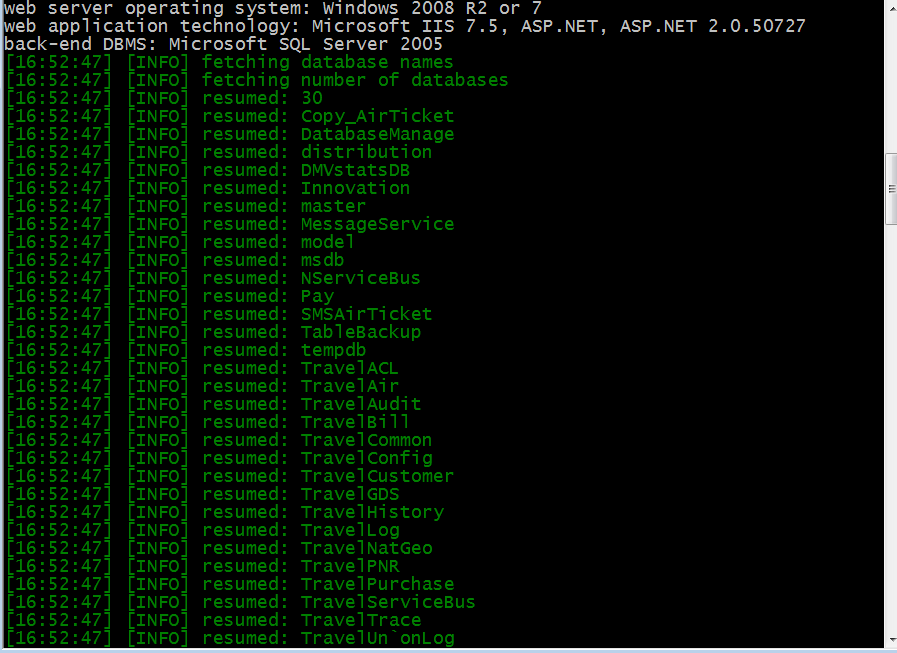 web server operating system: Windows 2008 R2 or 7
web application technology: Microsoft IIS 7.5, ASP.NET, ASP.NET 2.0.50727
back-end DBMS: Microsoft SQL Server 2005
[16:52:47] [INFO] fetching database names
[16:52:47] [INFO] fetching number of databases
[16:52:47] [INFO] resumed: 30
[16:52:47] [INFO] resumed: Copy_AirTicket
[16:52:47] [INFO] resumed: DatabaseManage
[16:52:47] [INFO] resumed: distribution
[16:52:47] [INFO] resumed: DMVstatsDB
[16:52:47] [INFO] resumed: Innovation
[16:52:47] [INFO] resumed: master
[16:52:47] [INFO] resumed: MessageService
[16:52:47] [INFO] resumed: model
[16:52:47] [INFO] resumed: msdb
[16:52:47] [INFO] resumed: NServiceBus
[16:52:47] [INFO] resumed: Pay
[16:52:47] [INFO] resumed: SMSAirTicket
[16:52:47] [INFO] resumed: TableBackup
[16:52:47] [INFO] resumed: tempdb
[16:52:47] [INFO] resumed: TravelACL
[16:52:47] [INFO] resumed: TravelAir
[16:52:47] [INFO] resumed: TravelAudit
[16:52:47] [INFO] resumed: TravelBill
[16:52:47] [INFO] resumed: TravelCommon
[16:52:47] [INFO] resumed: TravelConfig
[16:52:47] [INFO] resumed: TravelCustomer
[16:52:47] [INFO] resumed: TravelGDS
[16:52:47] [INFO] resumed: TravelHistory
[16:52:47] [INFO] resumed: TravelLog
[16:52:47] [INFO] resumed: TravelNatGeo
[16:52:47] [INFO] resumed: TravelPNR
[16:52:47] [INFO] resumed: TravelPurchase
[16:52:47] [INFO] resumed: TravelServiceBus
[16:52:47] [INFO] resumed: TravelTrace
[16:52:47] [INFO] resumed: TravelUn`onLog